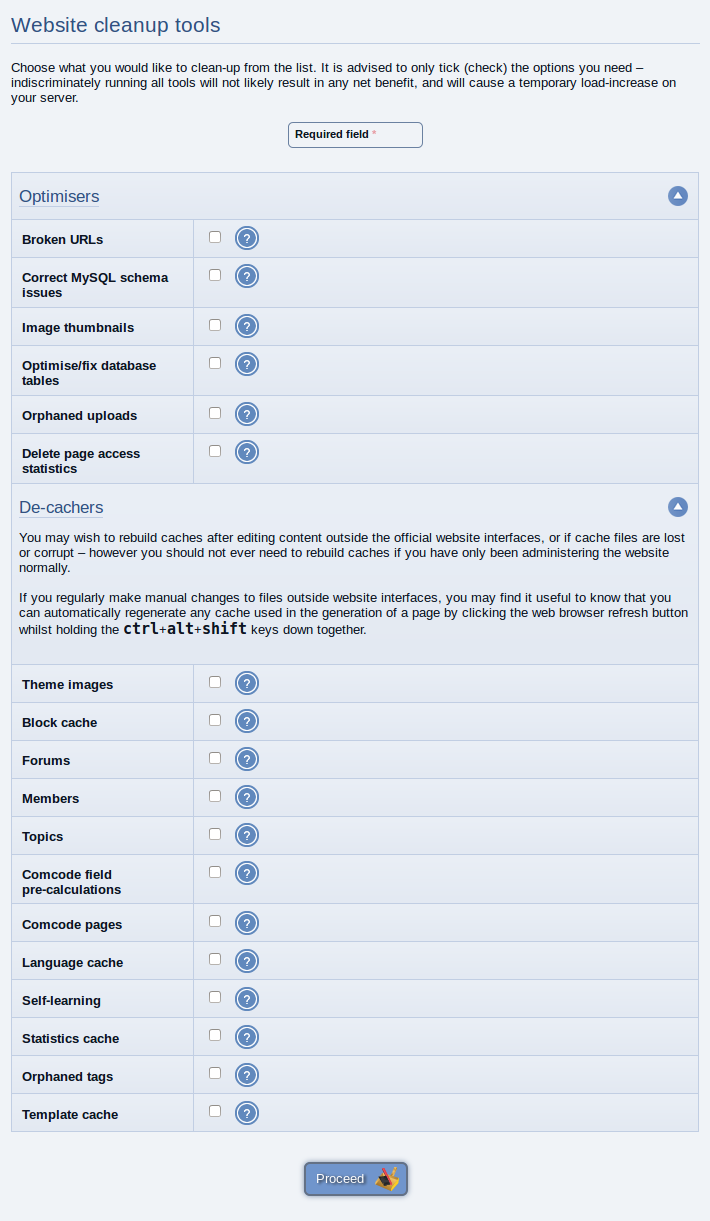 Website cleanup tools
Choose what you would like to clean-up from the list. It is advised to only tick (check) the options you need –
indiscriminately running all tools will not likely result in any net benefit, and will cause a temporary load-increase on
your server.
Required field *
Optimisers
Broken URLs ?
Correct MySQL schema ?
issues
Image thumbnails ?
Optimise/fix database ?
tables
Orphaned uploads ?
Delete page access ?
statistics
De-cachers
You may wish to rebuild caches after editing content outside the official website interfaces, or if cache files are lost
or corrupt – however you should not ever need to rebuild caches if you have only been administering the website
normally.
If you regularly make manual changes to files outside website interfaces, you may find it useful to know that you
can automatically regenerate any cache used in the generation of a page by clicking the web browser refresh button
whilst holding the ctrl+alt+shift keys down together.
Theme images ?
Block cache ?
Forums ?
Members ?
Topics ?
Comcode field ?
pre-calculations
Comcode pages ?
Language cache ?
Self-learning ?
Statistics cache ?
Orphaned tags ?
Template cache ?
Proceed